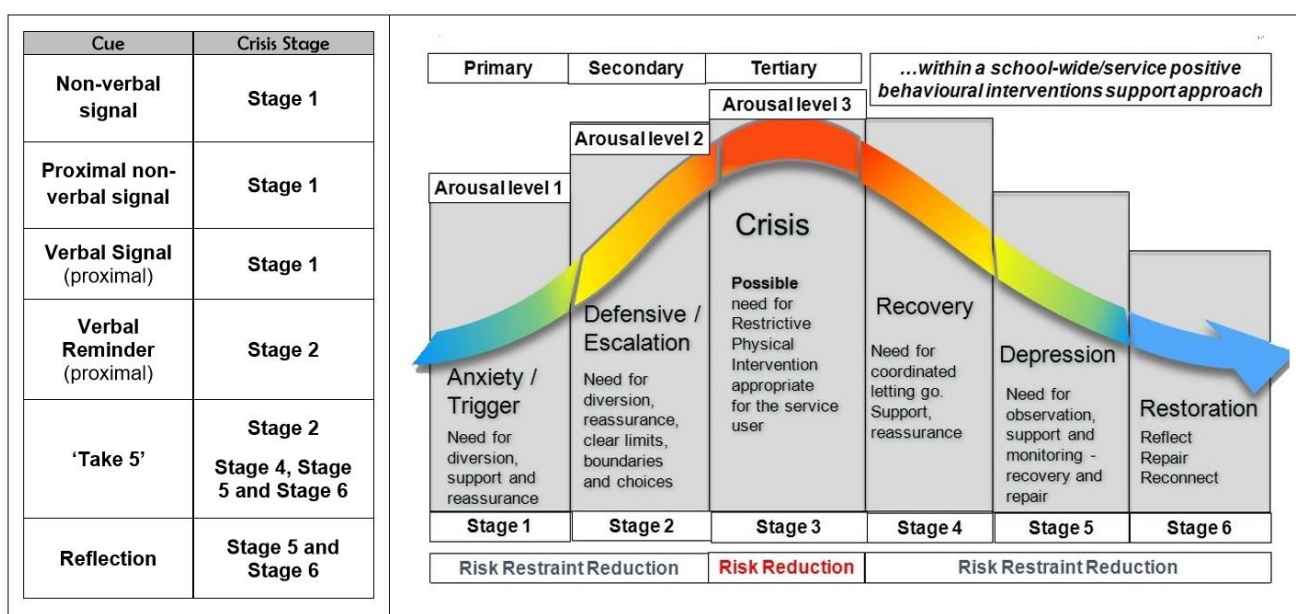 Cue Crisis Stage
Non-verbal
signal
Stage 1
Proximal non-
verbal signal
Stage 1
Verbal Signal
(proximal)
Stage 1
Verbal
Reminder
(proximal)
Stage 2
‘Take 5’
Stage 2
Stage 4, Stage
5 and Stage 6
Reflection
Stage 5 and
Stage 6
Primary
Secondary
Tertiary
…within a school-wide/service positive
behavioural interventions support approach
Arousal level 1
Arousal level 2
Arousal level 3
Anxiety /
Trigger
Need for
diversion,
support and
reassurance
Defensive /
Escalation
Need for
diversion,
reassurance,
clear limits,
boundaries
and choices
Crisis
Possible
need for
Restrictive
Physical
Intervention
appropriate
for the service
user
Recovery
Need for
coordinated
letting go.
Support,
reassurance
Depression
Need for
observation,
support and
monitoring -
recovery and
repair
Restoration
Reflect
Repair
Reconnect
Stage 1
Stage 2
Stage 3
Stage 4
Stage 5
Stage 6
Risk Restraint Reduction
Risk Reduction
Risk Restraint Reduction